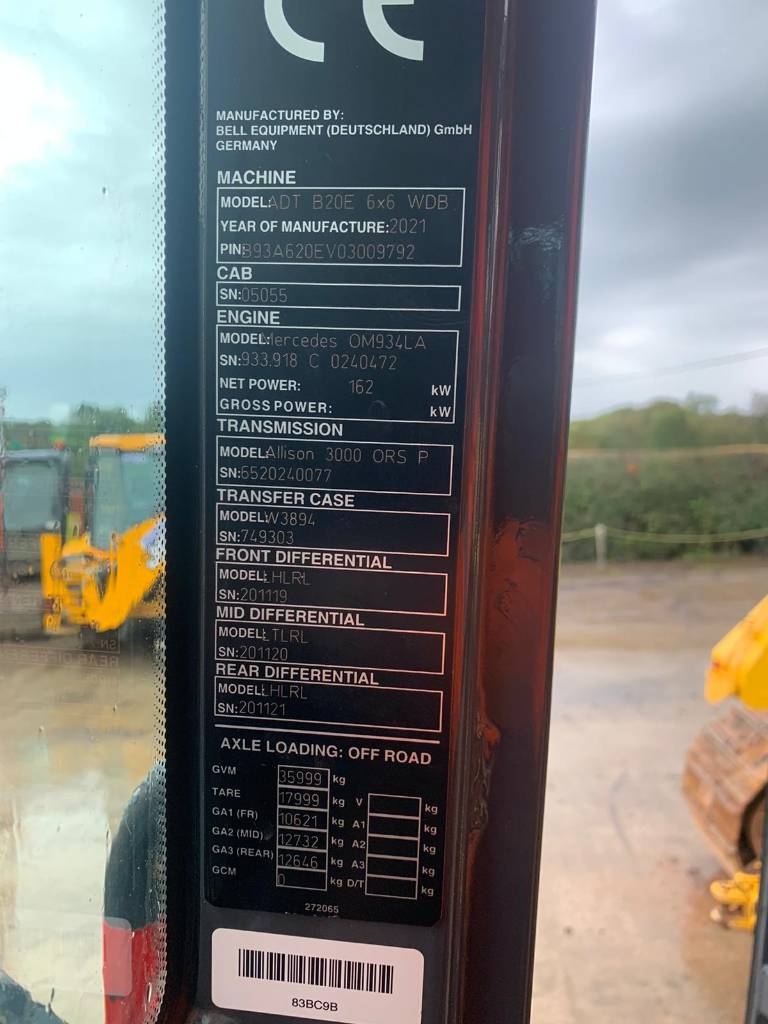 CE
MANUFACTURED BY:
BELL EQUIPMENT (DEUTSCHLAND) GmbH
GERMANY
MACHINE
MODEL: ADT B20E 6x6 WDB
YEAR OF MANUFACTURE: 2021
PIN: B93A620EV03009792
CAB
SN: 05055
ENGINE
MODEL: Mercedes OM934LA
SN: 933.918 C 0240472
NET POWER: 162 kW
GROSS POWER: kW
TRANSMISSION
MODEL: Allison 3000 ORS P
SN: 6520240077
TRANSFER CASE
MODEL: W3894
SN: 749303
FRONT DIFFERENTIAL
MODEL: LHLRL
SN: 201119
MID DIFFERENTIAL
MODEL: LTLRL
SN: 201120
REAR DIFFERENTIAL
MODEL: LHLRL
SN: 201121
AXLE LOADING: OFF ROAD
GVM 35999 kg
TARE 17999 kg V kg
GA1 (FR) 10621 kg A1 kg
GA2 (MID) 12732 kg A2 kg
GA3 (REAR) 12646 kg A3 kg
GCM 0 kg D/T kg
272065
83BC9B